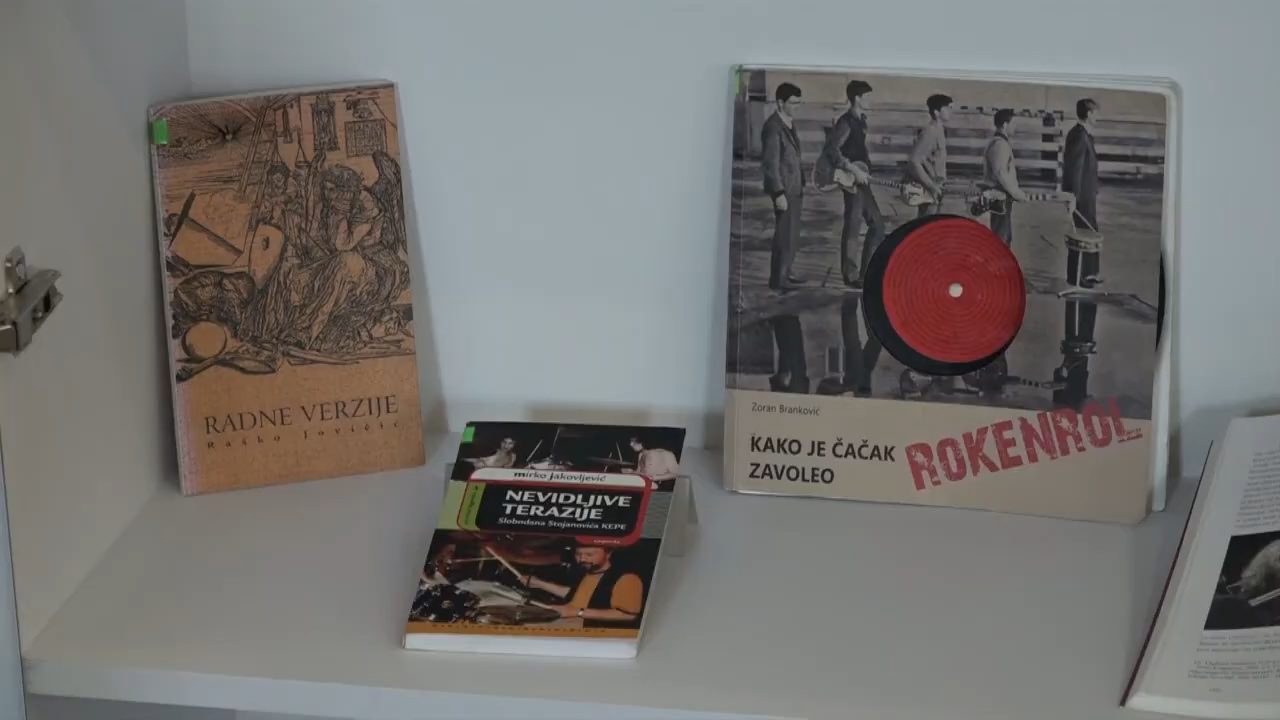 RADNE VERZIJE
Raško Jovičić
mirko jakovljević
NEVIDLJIVE
TERAZIJE
Slobodana Stojanovića KEPE
Zoran Branković
KAKO JE ČAČAK
ZAVOLEO
ROKENROL